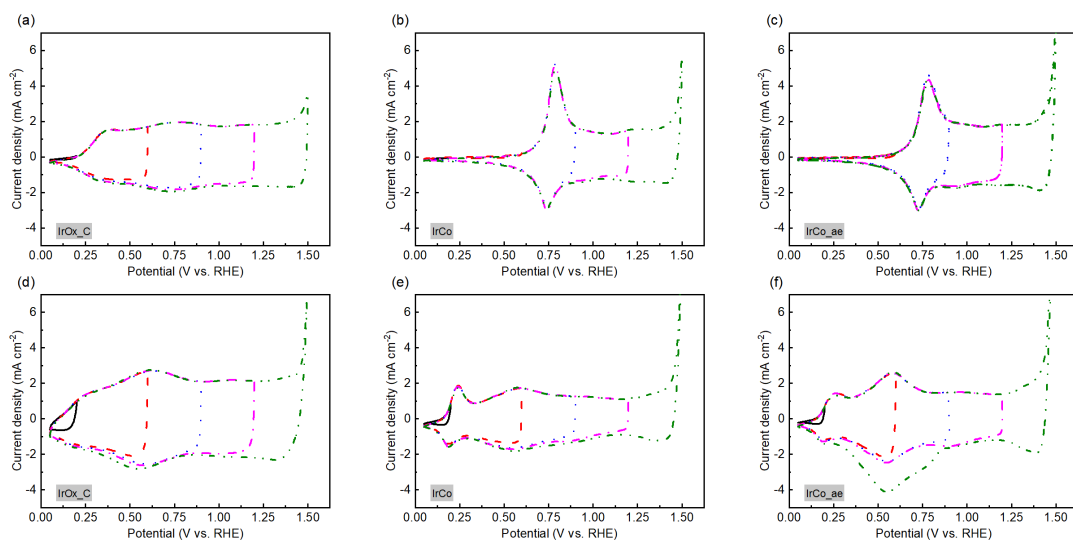 (a)
(b)
(c)
Current density (mA cm⁻²)
6
4
2
0
-2
-4
IrOx_C
0.00 0.25 0.50 0.75 1.00 1.25 1.50
Potential (V vs. RHE)
Current density (mA cm⁻²)
6
4
2
0
-2
-4
IrCo
0.00 0.25 0.50 0.75 1.00 1.25 1.50
Potential (V vs. RHE)
Current density (mA cm⁻²)
6
4
2
0
-2
-4
IrCo_ae
0.00 0.25 0.50 0.75 1.00 1.25 1.50
Potential (V vs. RHE)
(d)
(e)
(f)
Current density (mA cm⁻²)
6
4
2
0
-2
-4
IrOx_C
0.00 0.25 0.50 0.75 1.00 1.25 1.50
Potential (V vs. RHE)
Current density (mA cm⁻²)
6
4
2
0
-2
-4
IrCo
0.00 0.25 0.50 0.75 1.00 1.25 1.50
Potential (V vs. RHE)
Current density (mA cm⁻²)
6
4
2
0
-2
-4
IrCo_ae
0.00 0.25 0.50 0.75 1.00 1.25 1.50
Potential (V vs. RHE)